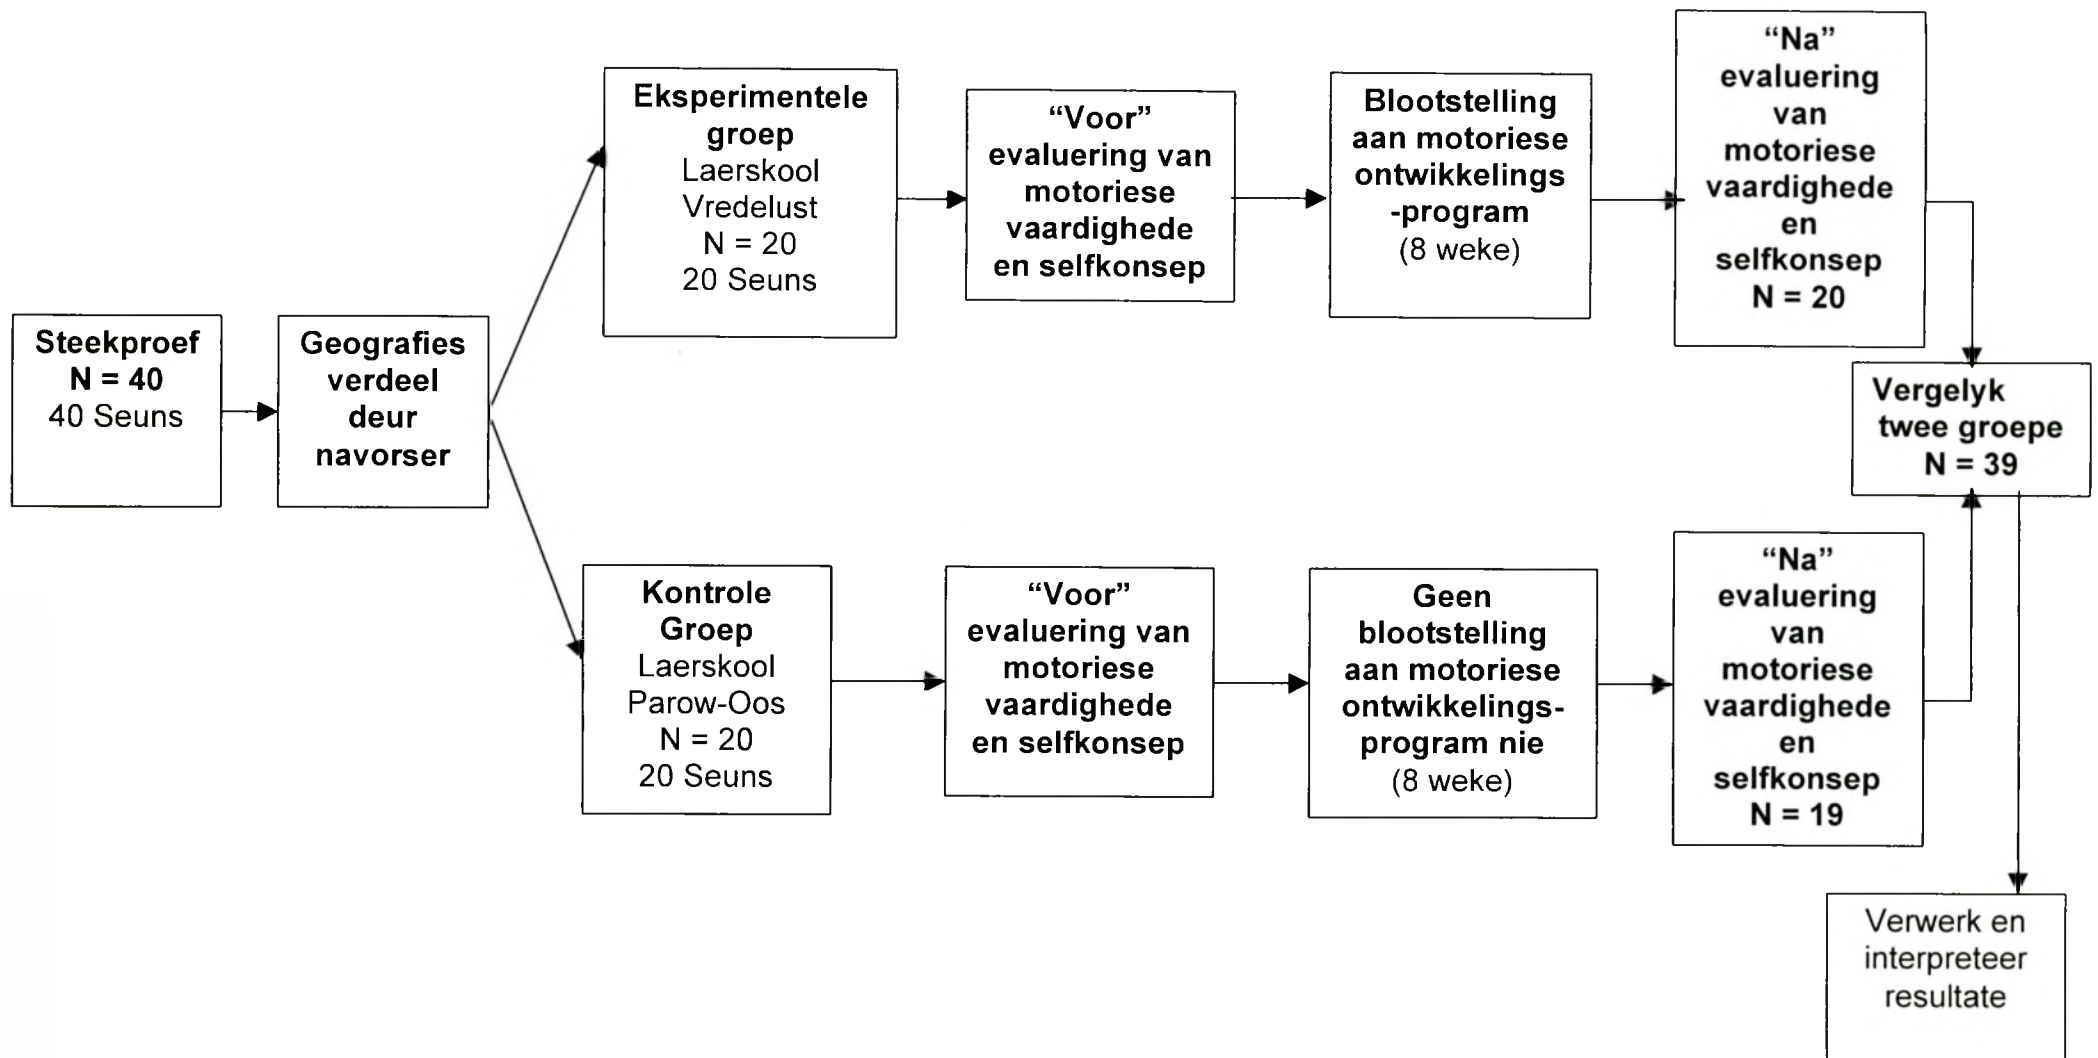 Steekproef
N = 40
40 Seuns
Geografies
verdeel
deur
navorser
Eksperimentele
groep
Laerskool
Vredelust
N = 20
20 Seuns
“Voor”
evaluering van
motoriese
vaardighede
en selfkonsep
Blootstelling
aan motoriese
ontwikkelings
-program
(8 weke)
“Na”
evaluering
van
motoriese
vaardighede
en
selfkonsep
N = 20
Kontrole
Groep
Laerskool
Parow-Oos
N = 20
20 Seuns
“Voor”
evaluering van
motoriese
vaardighede
en selfkonsep
Geen
blootstelling
aan motoriese
ontwikkelings-
program nie
(8 weke)
“Na”
evaluering
van
motoriese
vaardighede
en
selfkonsep
N = 19
Vergelyk
twee groepe
N = 39
Verwerk en
interpreteer
resultate